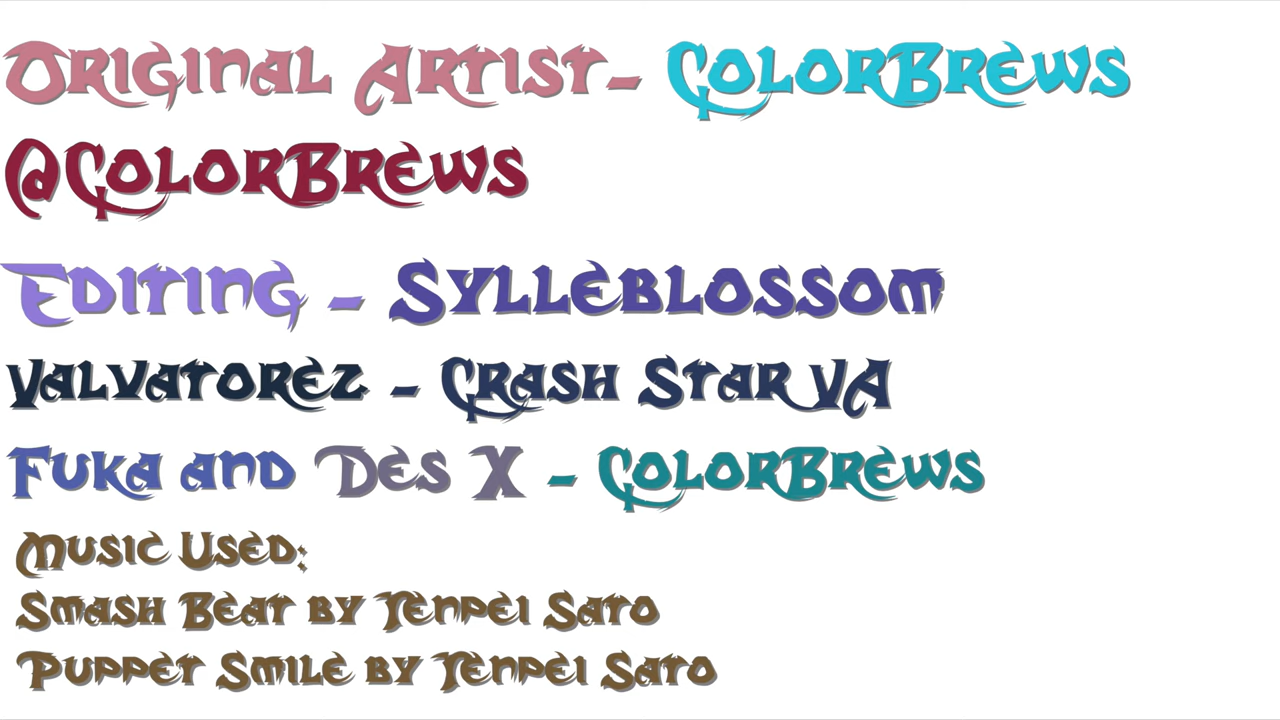 Original Artist- ColorBrews
@ColorBrews
Editing - Sylleblossom
Valvatorez - Crash Star VA
Fuka and Des X - ColorBrews
Music Used:
Smash Beat by Tenpei Sato
Puppet Smile by Tenpei Sato